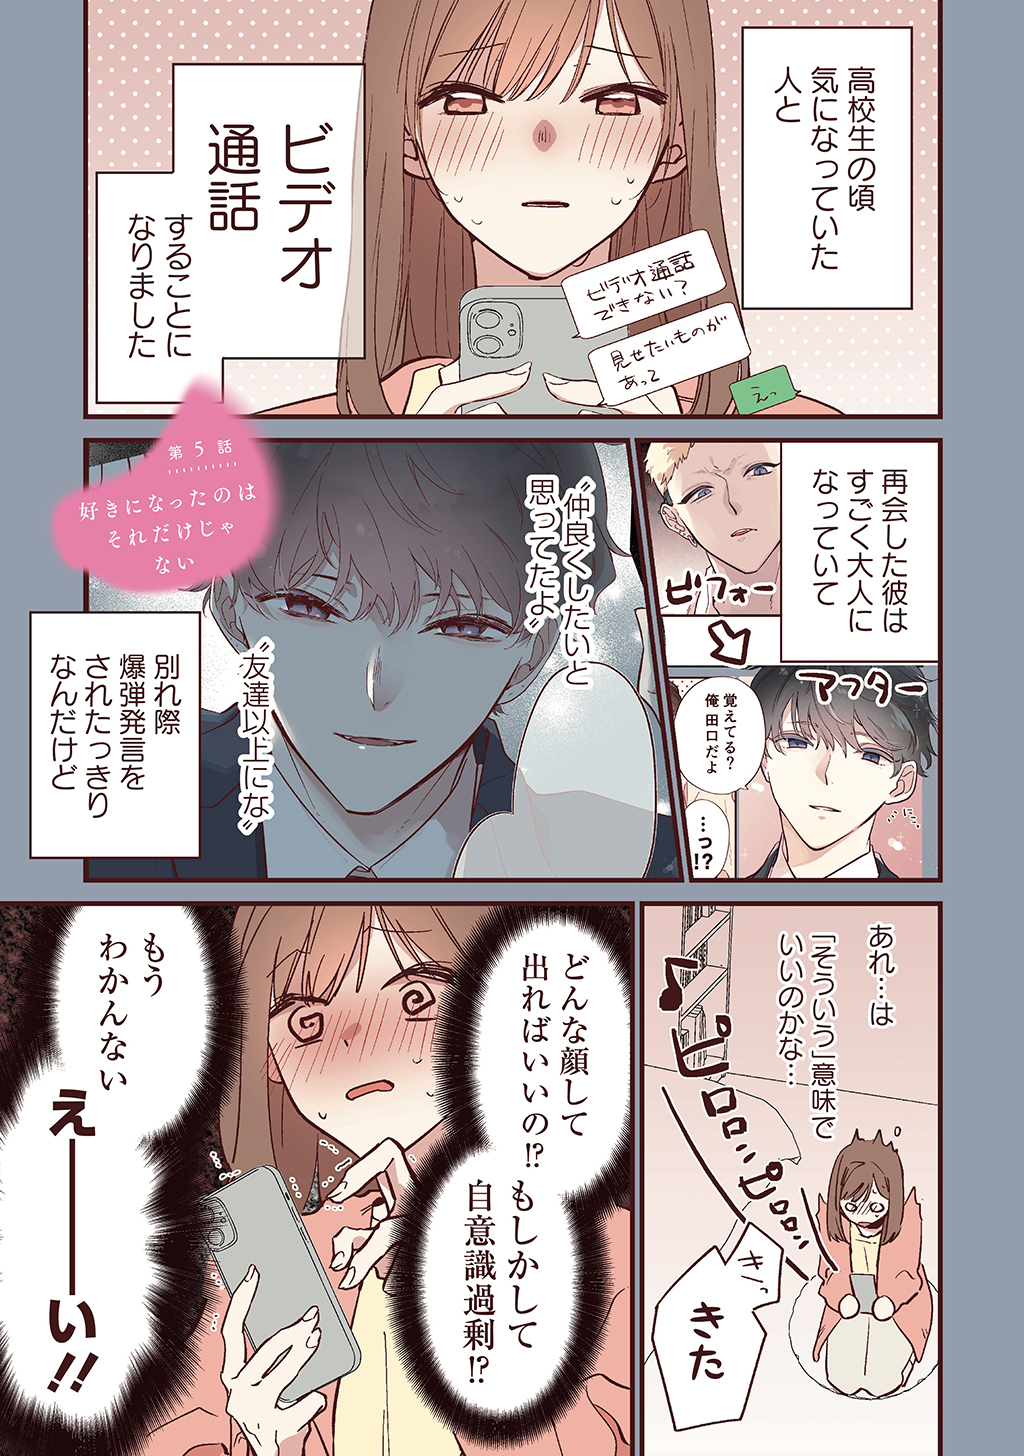 高校生の頃
気になっていた
人と
ビデオ
通話
することに
なりました
ビデオ通話
できない？
見せたいものが
あって
えっ
第5話
好きになったのは
それだけじゃ
ない
再会した彼は
すごく大人に
なっていて
ビフォー
アフター
覚えてる？
俺田口だよ
…っ!?
〝仲良くしたいと
思ってたよ〟
〝友達以上にな〟
別れ際
爆弾発言を
されたっきり
なんだけど
あれ…は
「そういう」意味で
いいのかな…
♪ピロロンピロロン
きっ
きた
どんな顔して
出ればいいの!?
もしかして
自意識過剰!?
もう
わかんない
えーーい!!